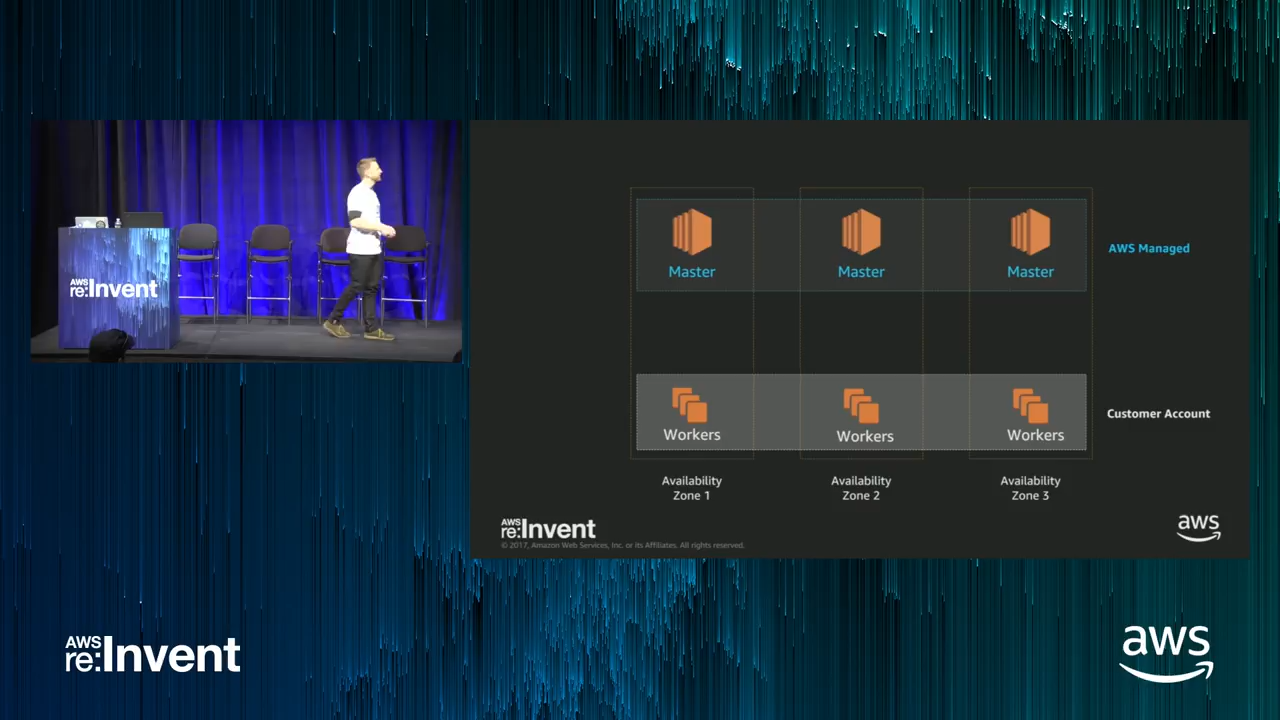 AWS
re:Invent
Master
Master
Master
AWS Managed
Workers
Workers
Workers
Customer Account
Availability
Zone 1
Availability
Zone 2
Availability
Zone 3
AWS
re:Invent
© 2017, Amazon Web Services, Inc. or its Affiliates. All rights reserved.
aws
AWS
re:Invent
aws